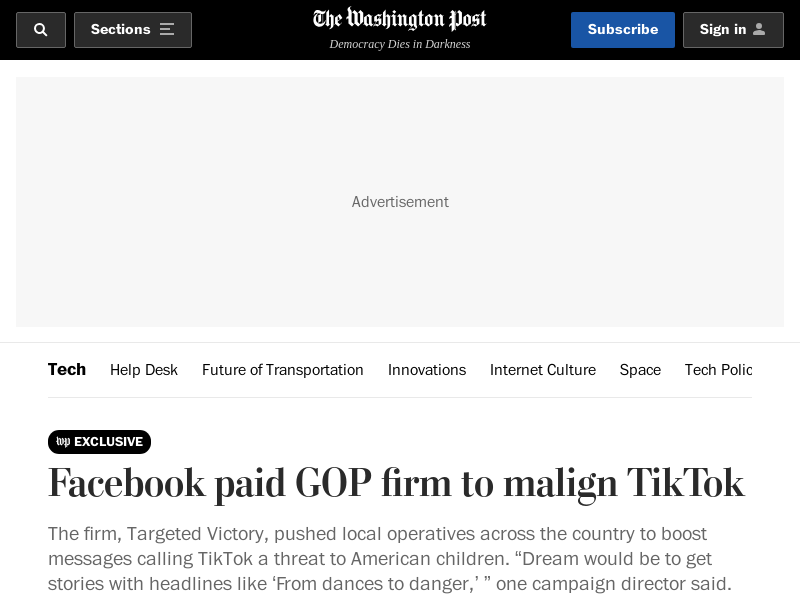 Sections
The Washington Post
Democracy Dies in Darkness
Subscribe
Sign in
Advertisement
Tech Help Desk Future of Transportation Innovations Internet Culture Space Tech Polic
wp EXCLUSIVE
Facebook paid GOP firm to malign TikTok
The firm, Targeted Victory, pushed local operatives across the country to boost
messages calling TikTok a threat to American children. “Dream would be to get
stories with headlines like ‘From dances to danger,’ ” one campaign director said.